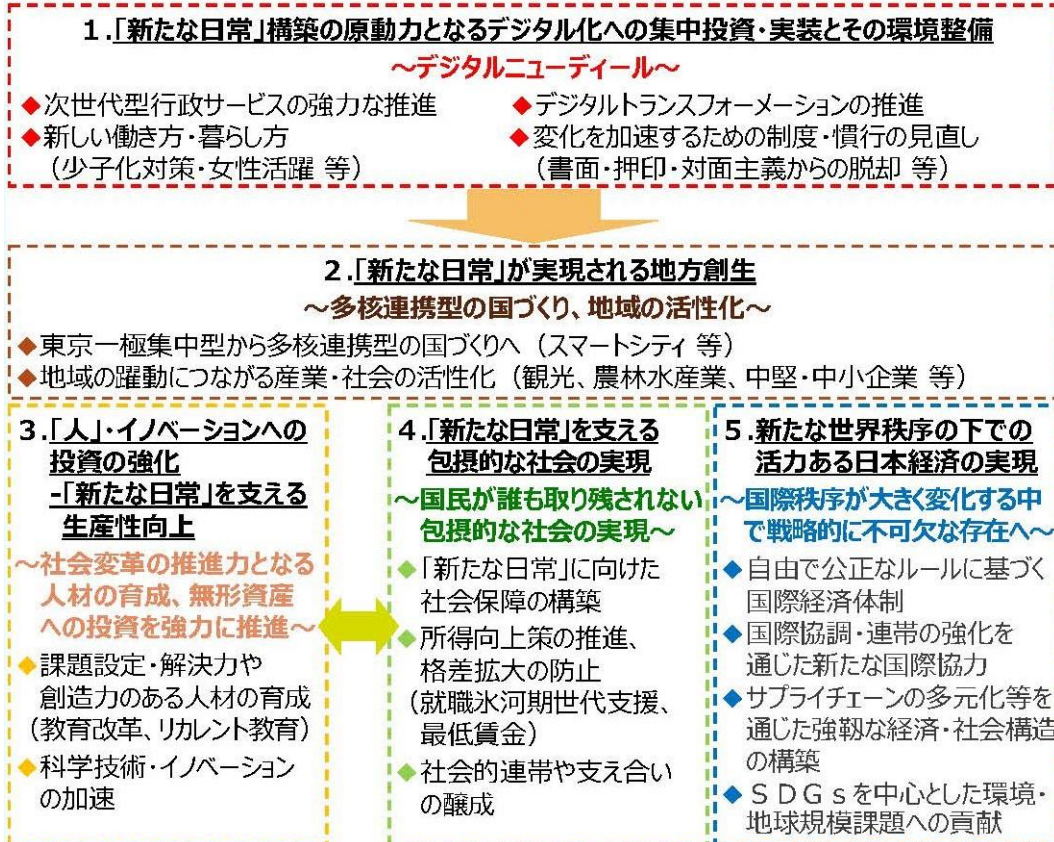 １.「新たな日常」構築の原動力となるデジタル化への集中投資・実装とその環境整備
～デジタルニューディール～
◆次世代型行政サービスの強力な推進
◆新しい働き方・暮らし方
（少子化対策・女性活躍 等）
◆デジタルトランスフォーメーションの推進
◆変化を加速するための制度・慣行の見直し
（書面・押印・対面主義からの脱却 等）
２.「新たな日常」が実現される地方創生
～多核連携型の国づくり、地域の活性化～
◆東京一極集中型から多核連携型の国づくりへ（スマートシティ 等）
◆地域の躍動につながる産業・社会の活性化（観光、農林水産業、中堅・中小企業 等）
３.「人」・イノベーションへの
投資の強化
-「新たな日常」を支える
生産性向上
～社会変革の推進力となる
人材の育成、無形資産
への投資を強力に推進～
◆課題設定・解決力や
創造力のある人材の育成
（教育改革、リカレント教育）
◆科学技術・イノベーション
の加速
４.「新たな日常」を支える
包摂的な社会の実現
～国民が誰も取り残されない
包摂的な社会の実現～
◆「新たな日常」に向けた
社会保障の構築
◆所得向上策の推進、
格差拡大の防止
（就職氷河期世代支援、
最低賃金）
◆社会的連帯や支え合い
の醸成
５.新たな世界秩序の下での
活力ある日本経済の実現
～国際秩序が大きく変化する中
で戦略的に不可欠な存在へ～
◆自由で公正なルールに基づく
国際経済体制
◆国際協調・連帯の強化を
通じた新たな国際協力
◆サプライチェーンの多元化等を
通じた強靱な経済・社会構造
の構築
◆ＳＤＧｓを中心とした環境・
地球規模課題への貢献